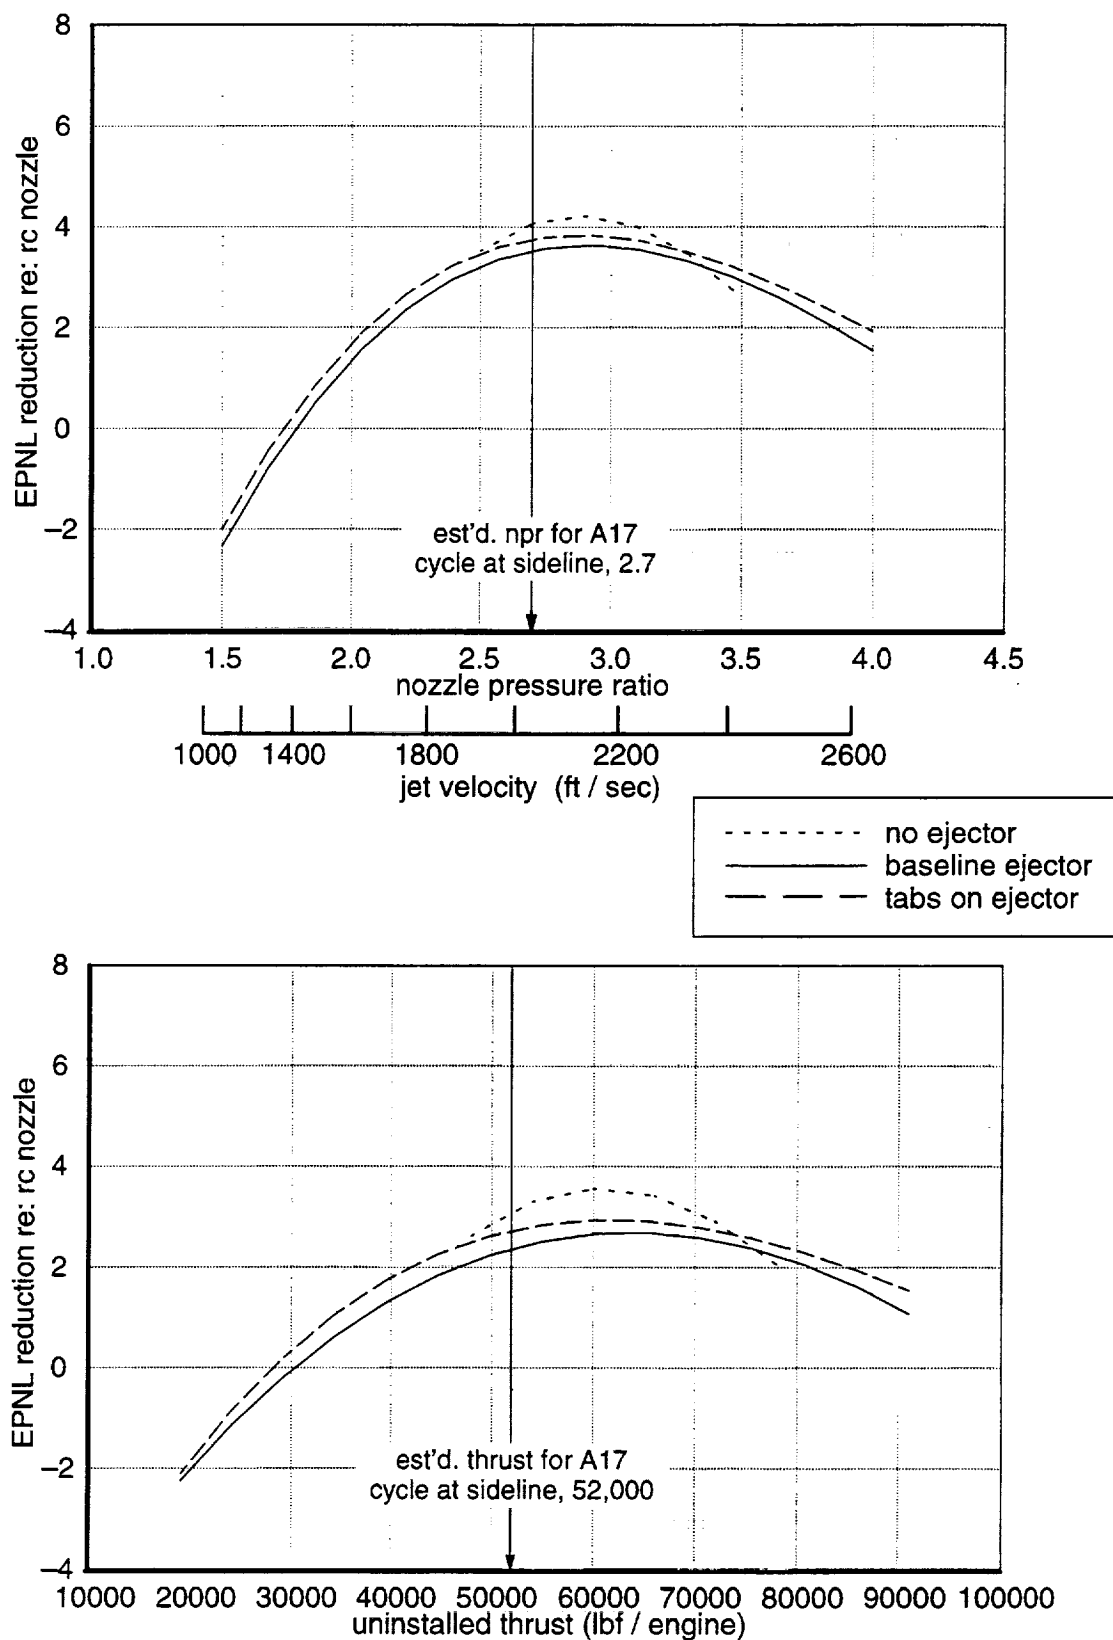 8
6
4
2
0
−2
−4
EPNL reduction re: rc nozzle
est'd. npr for A17
cycle at sideline, 2.7
1.0 1.5 2.0 2.5 3.0 3.5 4.0 4.5
nozzle pressure ratio
1000 1400 1800 2200 2600
jet velocity (ft / sec)
no ejector
baseline ejector
tabs on ejector
8
6
4
2
0
−2
−4
EPNL reduction re: rc nozzle
est'd. thrust for A17
cycle at sideline, 52,000
10000 20000 30000 40000 50000 60000 70000 80000 90000 100000
uninstalled thrust (lbf / engine)